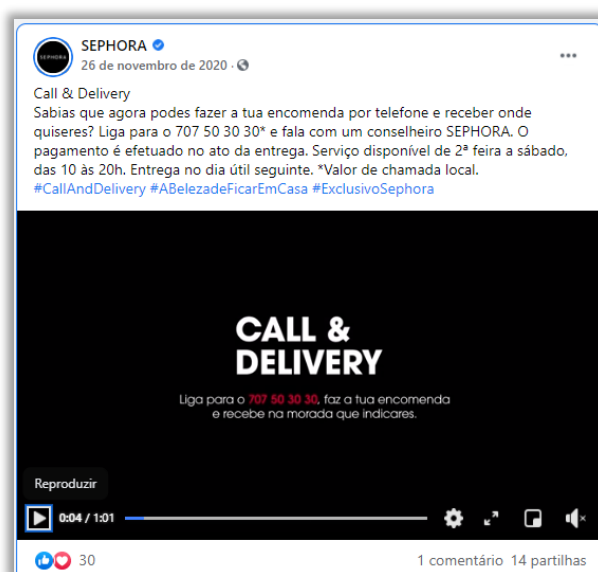 SEPHORA
SEPHORA
26 de novembro de 2020 ·
Call & Delivery
Sabias que agora podes fazer a tua encomenda por telefone e receber onde
quiseres? Liga para o 707 50 30 30* e fala com um conselheiro SEPHORA. O
pagamento é efetuado no ato da entrega. Serviço disponível de 2ª feira a sábado,
das 10 às 20h. Entrega no dia útil seguinte. *Valor de chamada local.
#CallAndDelivery #ABelezadeFicarEmCasa #ExclusivoSephora
CALL &
DELIVERY
Liga para o 707 50 30 30, faz a tua encomenda
e recebe na morada que indicares.
Reproduzir
0:04 / 1:01
30
1 comentário 14 partilhas